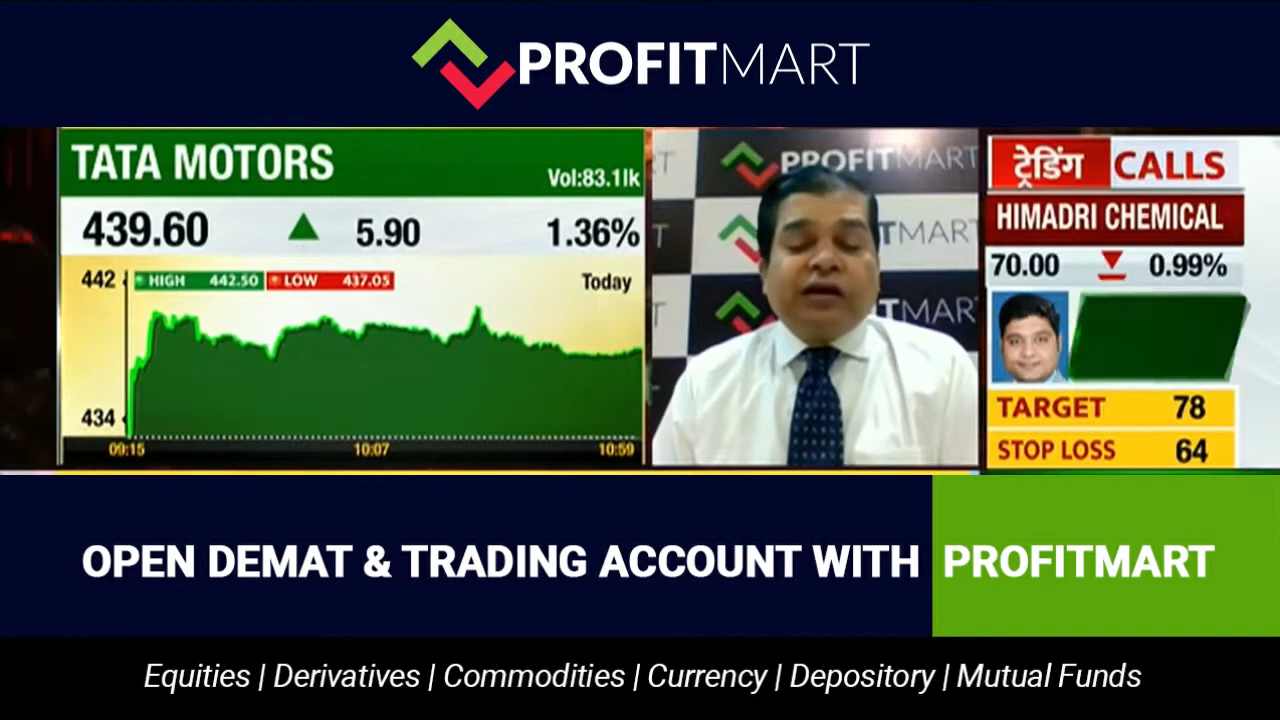 PROFITMART
TATA MOTORS
Vol:83.1lk
439.60 ▲ 5.90 1.36%
442
HIGH 442.50 LOW 437.05
Today
434
09:15 10:07 10:59
PROFITMART
MART
PROFITMART
ट्रेडिंग CALLS
HIMADRI CHEMICAL
70.00 0.99%
TARGET 78
STOP LOSS 64
OPEN DEMAT & TRADING ACCOUNT WITH PROFITMART
Equities | Derivatives | Commodities | Currency | Depository | Mutual Funds